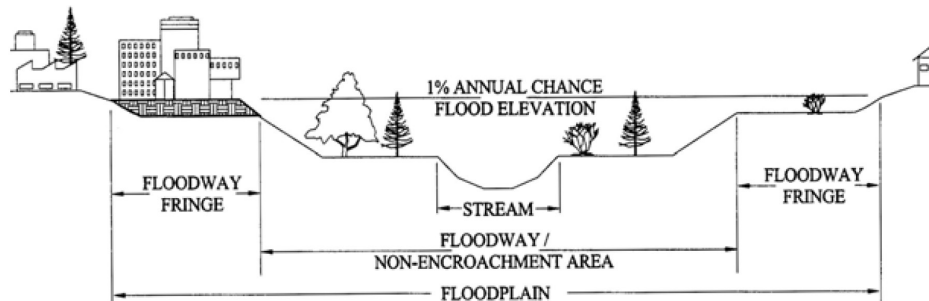 1% ANNUAL CHANCE
FLOOD ELEVATION
FLOODWAY
FRINGE
STREAM
FLOODWAY
FRINGE
FLOODWAY /
NON-ENCROACHMENT AREA
FLOODPLAIN